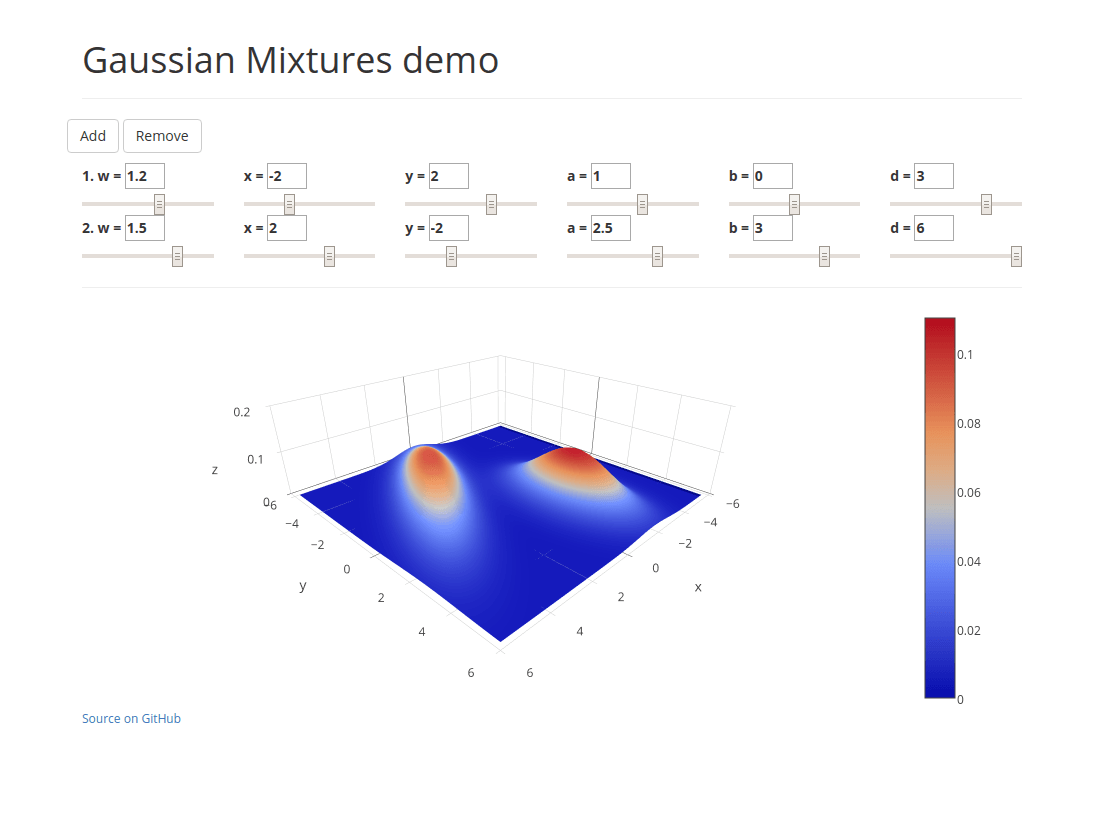 Gaussian Mixtures demo
Add Remove
1. w = 1.2 x = -2 y = 2 a = 1 b = 0 d = 3
2. w = 1.5 x = 2 y = -2 a = 2.5 b = 3 d = 6
0.2
0.1
z
0
−6
−4
−2
0
y
2
4
6
−6
−4
−2
0
x
2
4
6
0.1
0.08
0.06
0.04
0.02
0
Source on GitHub